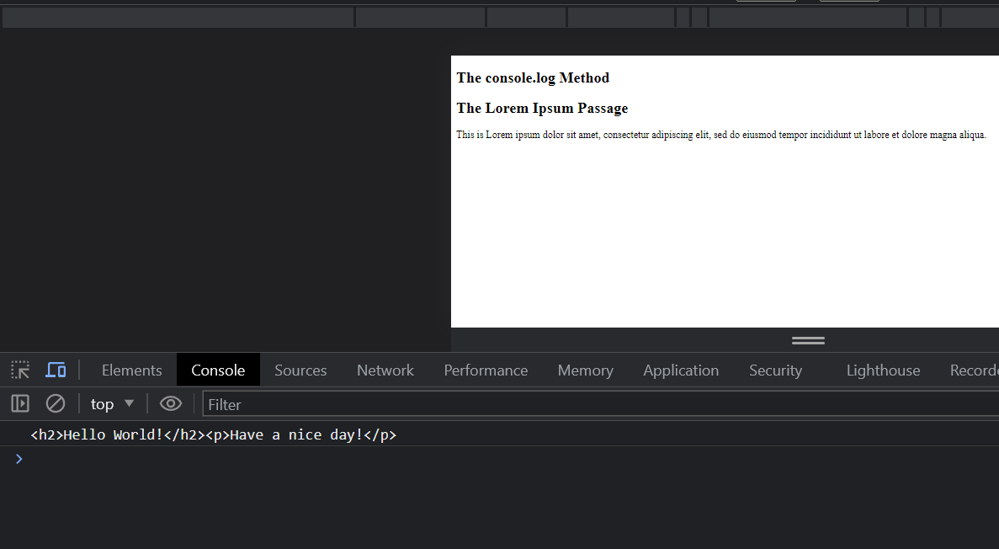 The console.log Method
The Lorem Ipsum Passage
This is Lorem ipsum dolor sit amet, consectetur adipiscing elit, sed do eiusmod tempor incididunt ut labore et dolore magna aliqua.
Elements Console Sources Network Performance Memory Application Security Lighthouse Recorde
top Filter
<h2>Hello World!</h2><p>Have a nice day!</p>